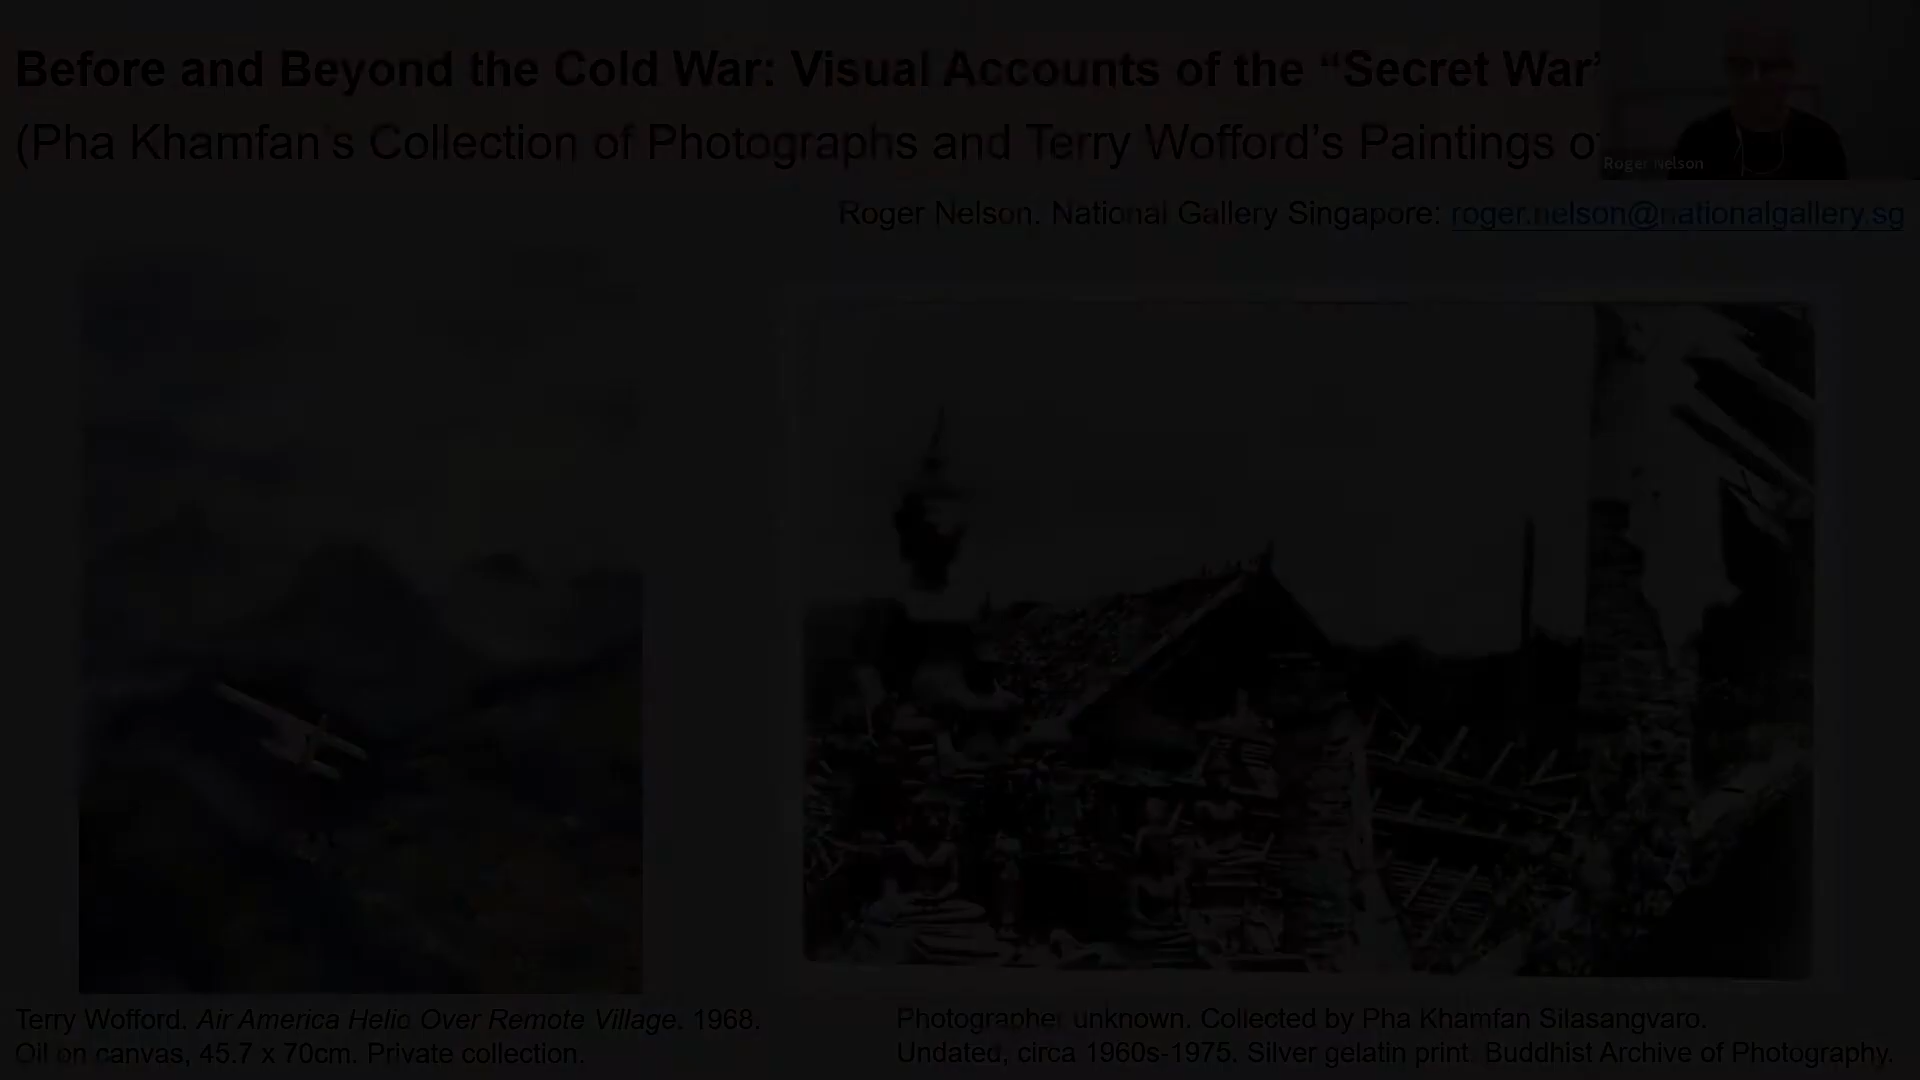 Before and Beyond the Cold War: Visual Accounts of the “Secret War’
(Pha Khamfan’s Collection of Photographs and Terry Wofford’s Paintings
Roger Nelson
Roger Nelson. National Gallery Singapore: roger.nelson@nationalgallery.sg
Terry Wofford. Air America Helio Over Remote Village. 1968.
Oil on canvas, 45.7 x 70cm. Private collection.
Photographer unknown. Collected by Pha Khamfan Silasangvaro.
Undated, circa 1960s-1975. Silver gelatin print. Buddhist Archive of Photography.